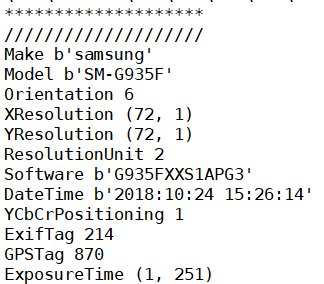 ********************
////////////////////
Make b'samsung'
Model b'SM-G935F'
Orientation 6
XResolution (72, 1)
YResolution (72, 1)
ResolutionUnit 2
Software b'G935FXXS1APG3'
DateTime b'2018:10:24 15:26:14'
YCbCrPositioning 1
ExifTag 214
GPSTag 870
ExposureTime (1, 251)